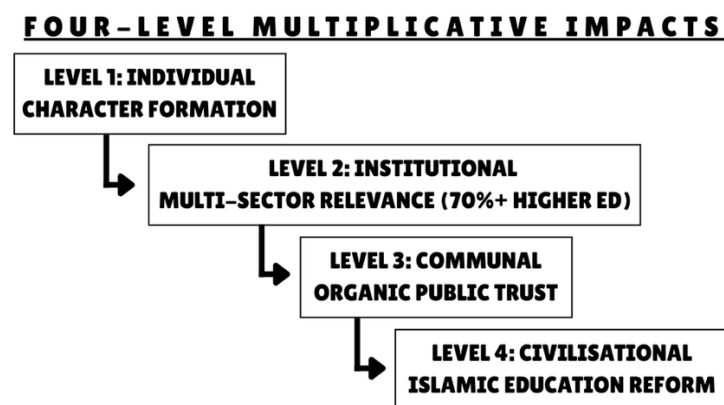 FOUR-LEVEL MULTIPLICATIVE IMPACTS
LEVEL 1: INDIVIDUAL
CHARACTER FORMATION
LEVEL 2: INSTITUTIONAL
MULTI-SECTOR RELEVANCE (70%+ HIGHER ED)
LEVEL 3: COMMUNAL
ORGANIC PUBLIC TRUST
LEVEL 4: CIVILISATIONAL
ISLAMIC EDUCATION REFORM